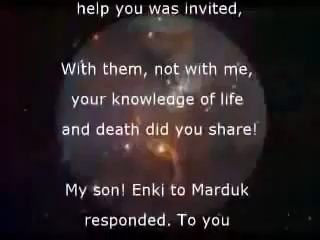 help you was invited,
With them, not with me,
your knowledge of life
and death did you share!
My son! Enki to Marduk
responded. To you